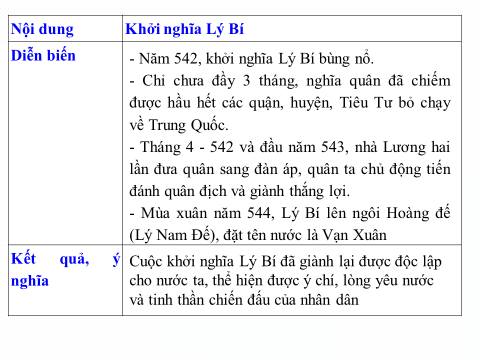 Nội dung
Khởi nghĩa Lý Bí
Diễn biến
- Năm 542, khởi nghĩa Lý Bí bùng nổ.
- Chỉ chưa đầy 3 tháng, nghĩa quân đã chiếm
được hầu hết các quận, huyện, Tiêu Tư bỏ chạy
về Trung Quốc.
- Tháng 4 - 542 và đầu năm 543, nhà Lương hai
lần đưa quân sang đàn áp, quân ta chủ động tiến
đánh quân địch và giành thắng lợi.
- Mùa xuân năm 544, Lý Bí lên ngôi Hoàng đế
(Lý Nam Đế), đặt tên nước là Vạn Xuân
Kết quả, ý
nghĩa
Cuộc khởi nghĩa Lý Bí đã giành lại được độc lập
cho nước ta, thể hiện được ý chí, lòng yêu nước
và tinh thần chiến đấu của nhân dân